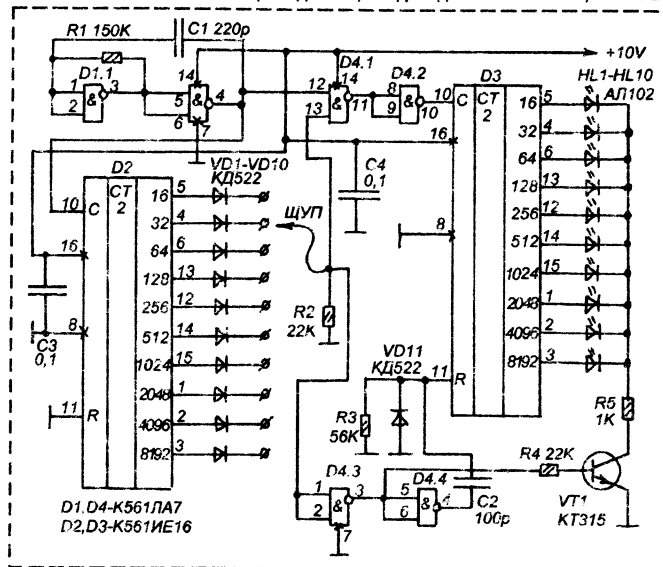 R1 150K
C1 220p
+10V
D1.1
1
2
&
3
14
5
6
&
4
7
D4.1
14
12
13
&
11
D4.2
8
9
&
10
D3
10
C
СТ
2
16
8
11
R
16 5
32 4
64 6
128 13
256 12
512 14
1024 15
2048 1
4096 2
8192 3
HL1-HL10
АЛ102
D2
10
C
СТ
2
16
8
11
R
16 5
32 4
64 6
128 13
256 12
512 14
1024 15
2048 1
4096 2
8192 3
VD1-VD10
КД522
ЩУП
C4
0,1
C3
0,1
R2
22K
VD11
КД522
R3
56K
R5
1K
D4.3
1
2
&
3
7
D4.4
5
6
&
4
C2
100p
R4 22K
VT1
КТ315
D1,D4-К561ЛА7
D2,D3-К561ИЕ16